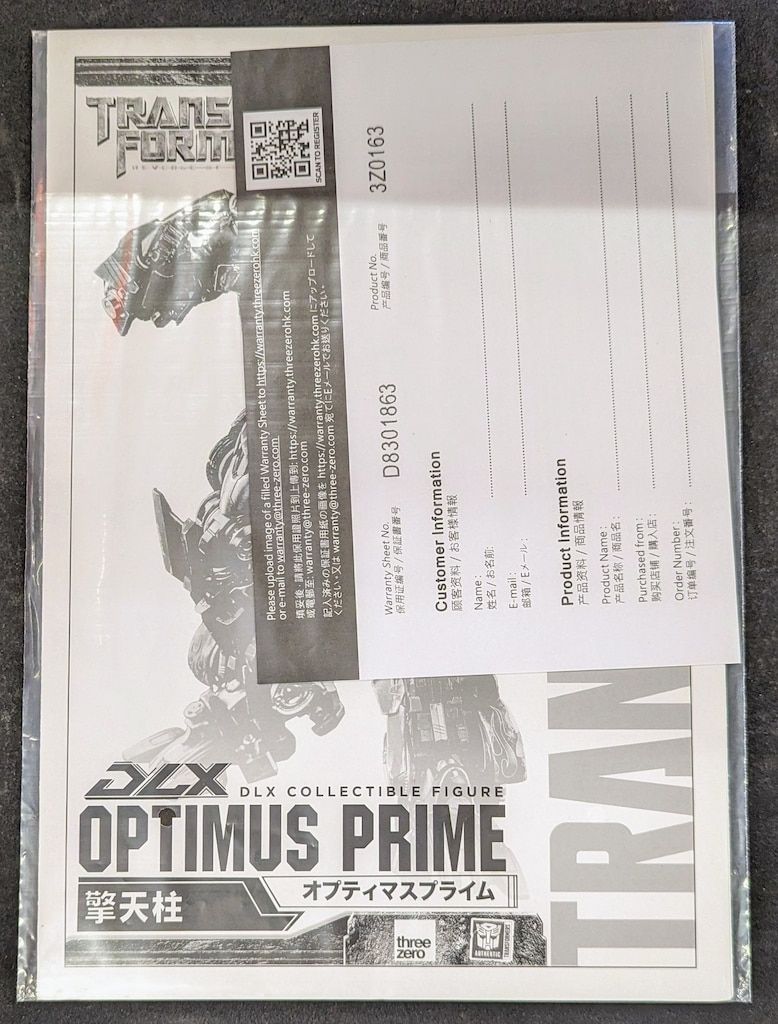 TRANS
FORM
REVENGE OF
SCAN TO REGISTER
Please upload image of a filled Warranty Sheet to https://warranty.threezerohk.com
or e-mail to warranty@three-zero.com
填妥後，請將此保用證照片到上傳到: https://warranty.threezerohk.com
或電郵至: warranty@three-zero.com
記入済みの保証書用紙の画像を https://warranty.threezerohk.com にアップロードして
ください。又は warranty@three-zero.com 宛てにEメールでお送りください。
Warranty Sheet No.
保用证编号 / 保証書番号
D8301863
Product No.
产品编号 / 商品番号
3Z0163
Customer Information
顾客资料 / お客様情報
Name :
姓名 / お名前:
E-mail :
邮箱 / Eメール :
Product Information
产品资料 / 商品情報
Product Name :
产品名称 / 商品名 :
Purchased from :
购买店铺 / 購入店 :
Order Number :
订单编号 / 注文番号 :
DLX
DLX COLLECTIBLE FIGURE
OPTIMUS PRIME
擎天柱
オプティマスプライム
three
zero
AUTHENTIC
TRANSFORMERS
TRAN